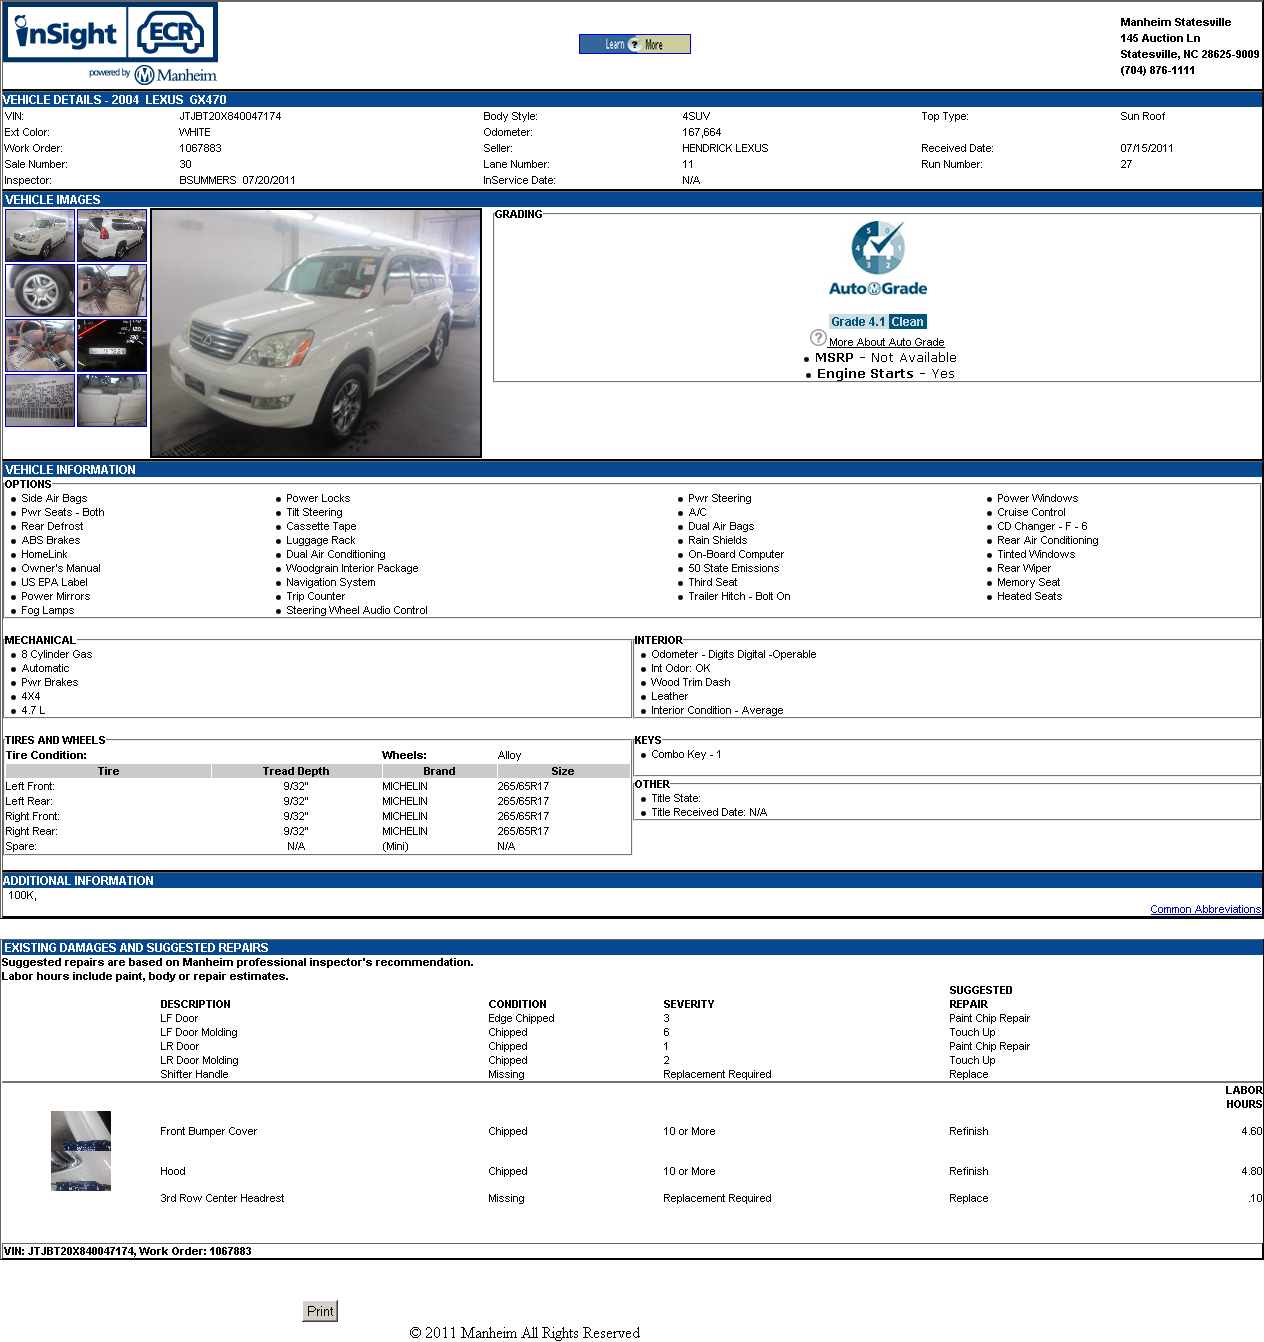 inSight ECR
powered by Manheim
Learn ? More
Manheim Statesville
145 Auction Ln
Statesville, NC 28625-9009
(704) 876-1111
VEHICLE DETAILS - 2004 LEXUS GX470
VIN: JTJBT20X840047174 Body Style: 4SUV Top Type: Sun Roof
Ext Color: WHITE Odometer: 167,664
Work Order: 1067883 Seller: HENDRICK LEXUS Received Date: 07/15/2011
Sale Number: 30 Lane Number: 11 Run Number: 27
Inspector: BSUMMERS 07/20/2011 InService Date: N/A
VEHICLE IMAGES
GRADING
5 4 3 2 1
Auto Grade
Grade 4.1 Clean
? More About Auto Grade
• MSRP - Not Available
• Engine Starts - Yes
VEHICLE INFORMATION
OPTIONS
• Side Air Bags • Power Locks • Pwr Steering • Power Windows
• Pwr Seats - Both • Tilt Steering • A/C • Cruise Control
• Rear Defrost • Cassette Tape • Dual Air Bags • CD Changer - F - 6
• ABS Brakes • Luggage Rack • Rain Shields • Rear Air Conditioning
• HomeLink • Dual Air Conditioning • On-Board Computer • Tinted Windows
• Owner's Manual • Woodgrain Interior Package • 50 State Emissions • Rear Wiper
• US EPA Label • Navigation System • Third Seat • Memory Seat
• Power Mirrors • Trip Counter • Trailer Hitch - Bolt On • Heated Seats
• Fog Lamps • Steering Wheel Audio Control
MECHANICAL
• 8 Cylinder Gas
• Automatic
• Pwr Brakes
• 4X4
• 4.7 L
INTERIOR
• Odometer - Digits Digital -Operable
• Int Odor: OK
• Wood Trim Dash
• Leather
• Interior Condition - Average
TIRES AND WHEELS
Tire Condition: Wheels: Alloy
Tire Tread Depth Brand Size
Left Front: 9/32" MICHELIN 265/65R17
Left Rear: 9/32" MICHELIN 265/65R17
Right Front: 9/32" MICHELIN 265/65R17
Right Rear: 9/32" MICHELIN 265/65R17
Spare: N/A (Mini) N/A
KEYS
• Combo Key - 1
OTHER
• Title State:
• Title Received Date: N/A
ADDITIONAL INFORMATION
100K,
Common Abbreviations
EXISTING DAMAGES AND SUGGESTED REPAIRS
Suggested repairs are based on Manheim professional inspector's recommendation.
Labor hours include paint, body or repair estimates.
DESCRIPTION CONDITION SEVERITY SUGGESTED REPAIR
LF Door Edge Chipped 3 Paint Chip Repair
LF Door Molding Chipped 6 Touch Up
LR Door Chipped 1 Paint Chip Repair
LR Door Molding Chipped 2 Touch Up
Shifter Handle Missing Replacement Required Replace
LABOR HOURS
Front Bumper Cover Chipped 10 or More Refinish 4.60
Hood Chipped 10 or More Refinish 4.80
3rd Row Center Headrest Missing Replacement Required Replace .10
VIN: JTJBT20X840047174, Work Order: 1067883
Print
© 2011 Manheim All Rights Reserved